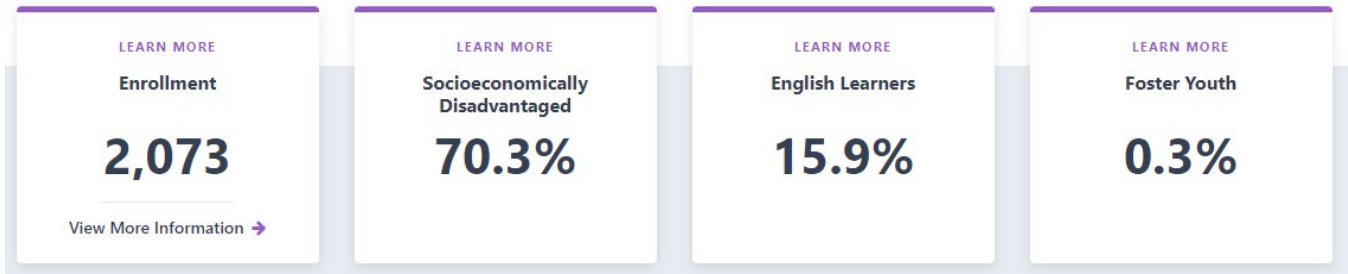 LEARN MORE
Enrollment
2,073
View More Information
LEARN MORE
Socioeconomically
Disadvantaged
70.3%
LEARN MORE
English Learners
15.9%
LEARN MORE
Foster Youth
0.3%